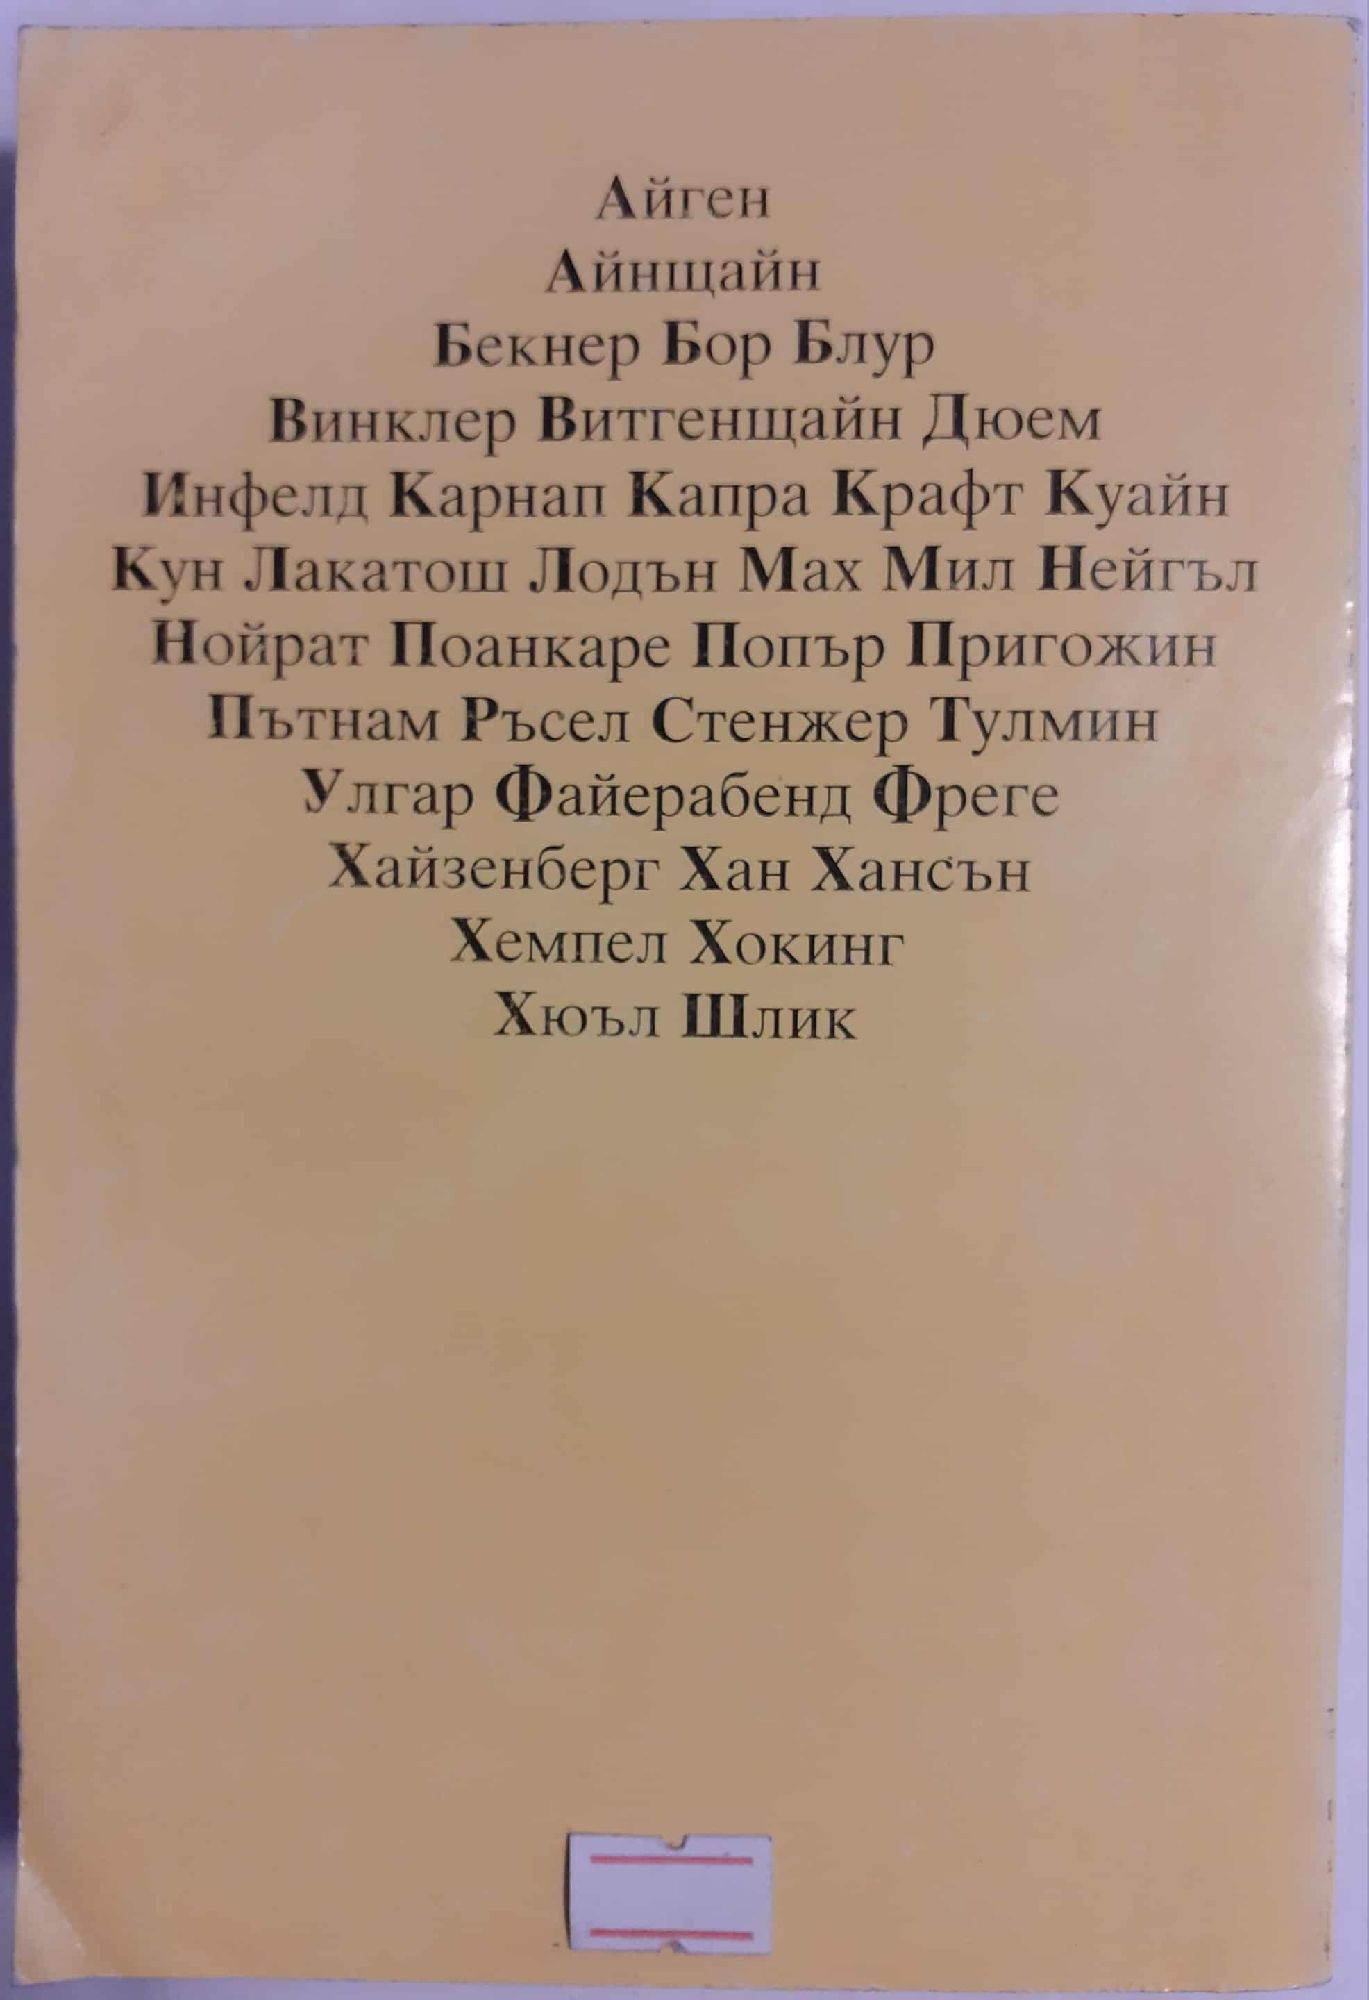 Айген
Айнщайн
Бекнер Бор Блур
Винклер Витгенщайн Дюем
Инфелд Карнап Капра Крафт Куайн
Кун Лакатош Лодън Мах Мил Нейгъл
Нойрат Поанкаре Попър Пригожин
Пътнам Ръсел Стенжер Тулмин
Улгар Файерабенд Фреге
Хайзенберг Хан Хансън
Хемпел Хокинг
Хюъл Шлик